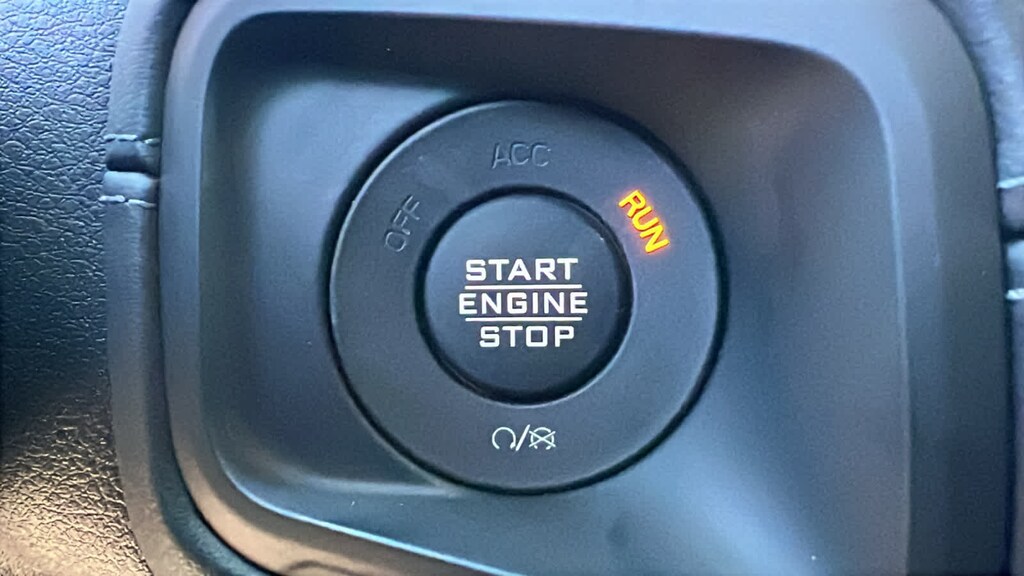 ACC
OFF
RUN
START
ENGINE
STOP